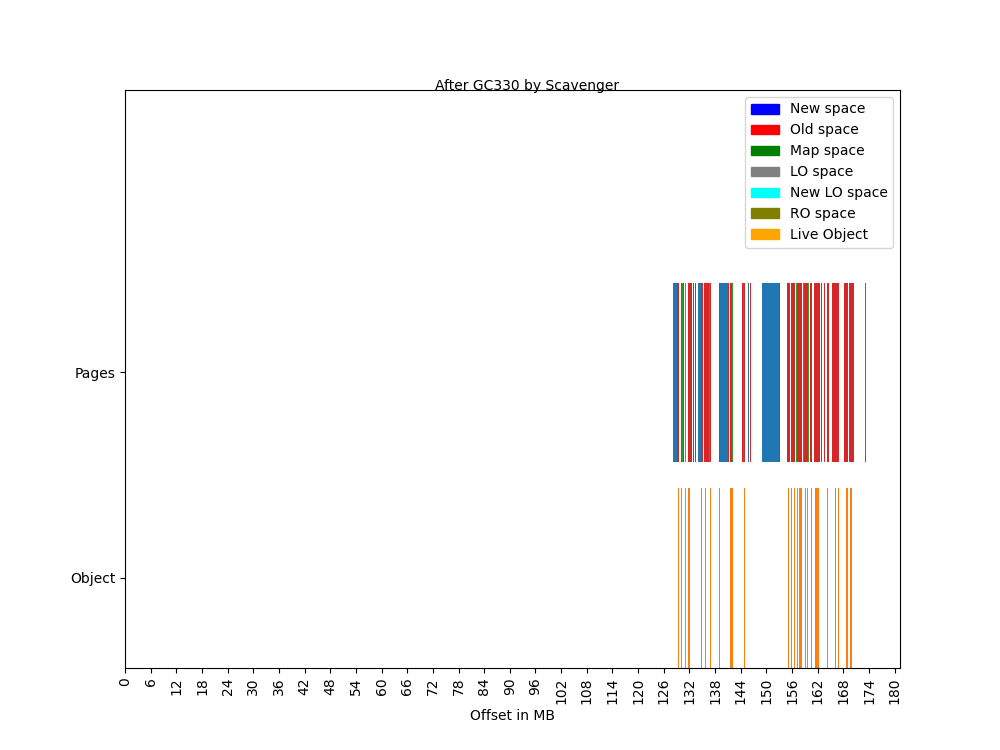 After GC330 by Scavenger
New space
Old space
Map space
LO space
New LO space
RO space
Live Object
Pages
Object
0 6 12 18 24 30 36 42 48 54 60 66 72 78 84 90 96 102 108 114 120 126 132 138 144 150 156 162 168 174 180
Offset in MB